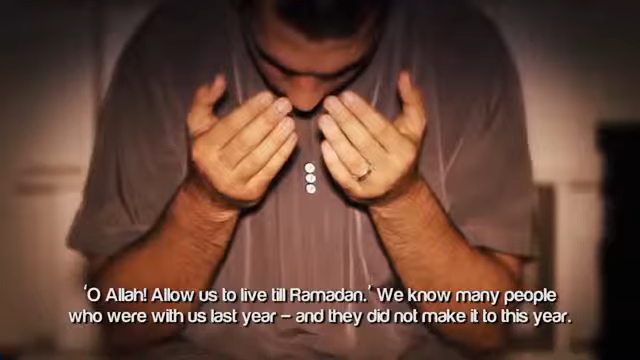 'O Allah! Allow us to live till Ramadan.' We know many people
who were with us last year – and they did not make it to this year.